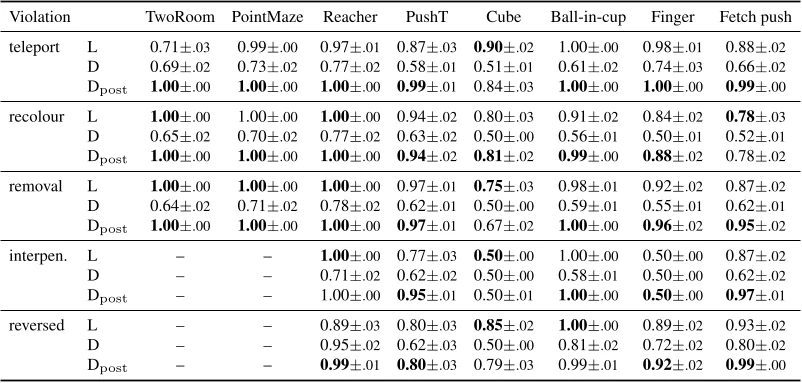 Violation TwoRoom PointMaze Reacher PushT Cube Ball-in-cup Finger Fetch push
teleport L 0.71±.03 0.99±.00 0.97±.01 0.87±.03 0.90±.02 1.00±.00 0.98±.01 0.88±.02
D 0.69±.02 0.73±.02 0.77±.02 0.58±.01 0.51±.01 0.61±.02 0.74±.03 0.66±.02
Dpost 1.00±.00 1.00±.00 1.00±.00 0.99±.01 0.84±.03 1.00±.00 1.00±.00 0.99±.00
recolour L 1.00±.00 1.00±.00 1.00±.00 0.94±.02 0.80±.03 0.91±.02 0.84±.02 0.78±.03
D 0.65±.02 0.70±.02 0.77±.02 0.63±.02 0.50±.00 0.56±.01 0.50±.01 0.52±.01
Dpost 1.00±.00 1.00±.00 1.00±.00 0.94±.02 0.81±.02 0.99±.00 0.88±.02 0.78±.02
removal L 1.00±.00 1.00±.00 1.00±.00 0.97±.01 0.75±.03 0.98±.01 0.92±.02 0.87±.02
D 0.64±.02 0.71±.02 0.78±.02 0.62±.01 0.50±.00 0.59±.01 0.55±.01 0.62±.01
Dpost 1.00±.00 1.00±.00 1.00±.00 0.97±.01 0.67±.02 1.00±.00 0.96±.02 0.95±.02
interpen. L – – 1.00±.00 0.77±.03 0.50±.00 1.00±.00 0.50±.00 0.87±.02
D – – 0.71±.02 0.62±.02 0.50±.00 0.58±.01 0.50±.00 0.62±.02
Dpost – – 1.00±.00 0.95±.01 0.50±.01 1.00±.00 0.50±.00 0.97±.01
reversed L – – 0.89±.03 0.80±.03 0.85±.02 1.00±.00 0.89±.02 0.93±.02
D – – 0.95±.02 0.62±.03 0.50±.00 0.81±.02 0.72±.02 0.80±.02
Dpost – – 0.99±.01 0.80±.03 0.79±.03 0.99±.01 0.92±.02 0.99±.00